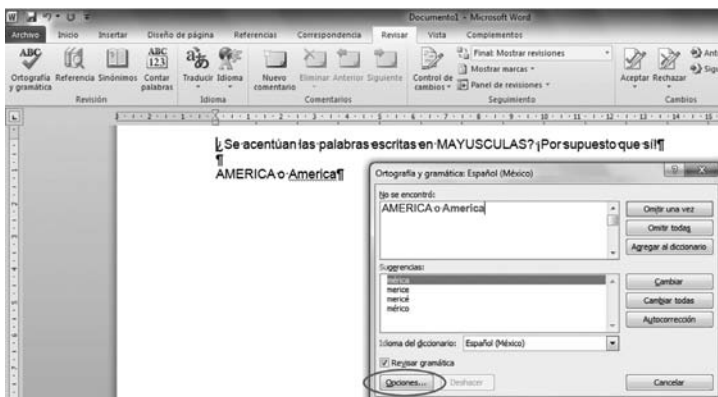 Documento1 - Microsoft Word
Archivo Inicio Insertar Diseño de página Referencias Correspondencia Revisar Vista Complementos
Ortografía y gramática
Referencia
Sinónimos
Contar palabras
Revisión
Traducir
Idioma
Idioma
Nuevo comentario
Eliminar
Anterior
Siguiente
Comentarios
Control de cambios
Final: Mostrar revisiones
Mostrar marcas
Panel de revisiones
Seguimiento
Aceptar
Rechazar
Ant
Sig
Cambios
¿Se acentúan las palabras escritas en MAYUSCULAS? ¡Por supuesto que sí!¶
¶
AMERICA o America¶
Ortografía y gramática: Español (México)
No se encontró:
AMERICA o America
Omitir una vez
Omitir todas
Agregar al diccionario
Sugerencias:
mérica
merice
mericé
mérico
Cambiar
Cambiar todas
Autocorrección
Idioma del diccionario: Español (México)
Revisar gramática
Opciones... Deshacer Cancelar